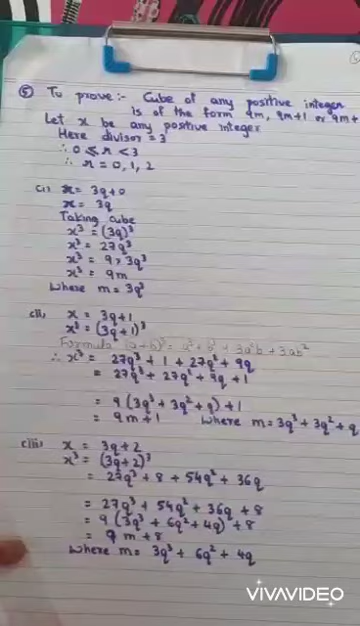 ⑤ To prove:- Cube of any positive integer
is of the form 9m, 9m+1 or 9m+
Let x be any positive integer
Here divisor = 3
∴ 0 ≤ r < 3
∴ r = 0, 1, 2
(i) x = 3q+0
x = 3q
Taking cube
x³ = (3q)³
x³ = 27q³
x³ = 9 × 3q³
x³ = 9m
Where m = 3q³
(ii) x = 3q+1
x³ = (3q+1)³
Formula (a+b)³ = a³ + b³ + 3a²b + 3ab²
∴ x³ = 27q³ + 1 + 27q² + 9q
= 27q³ + 27q² + 9q + 1
= 9(3q³ + 3q² + q) + 1
= 9m+1 Where m = 3q³ + 3q² + q
(iii) x = 3q+2
x³ = (3q+2)³
= 27q³ + 8 + 54q² + 36q
= 27q³ + 54q² + 36q + 8
= 9(3q³ + 6q² + 4q) + 8
= 9m+8
Where m = 3q³ + 6q² + 4q
VIVAVIDEO